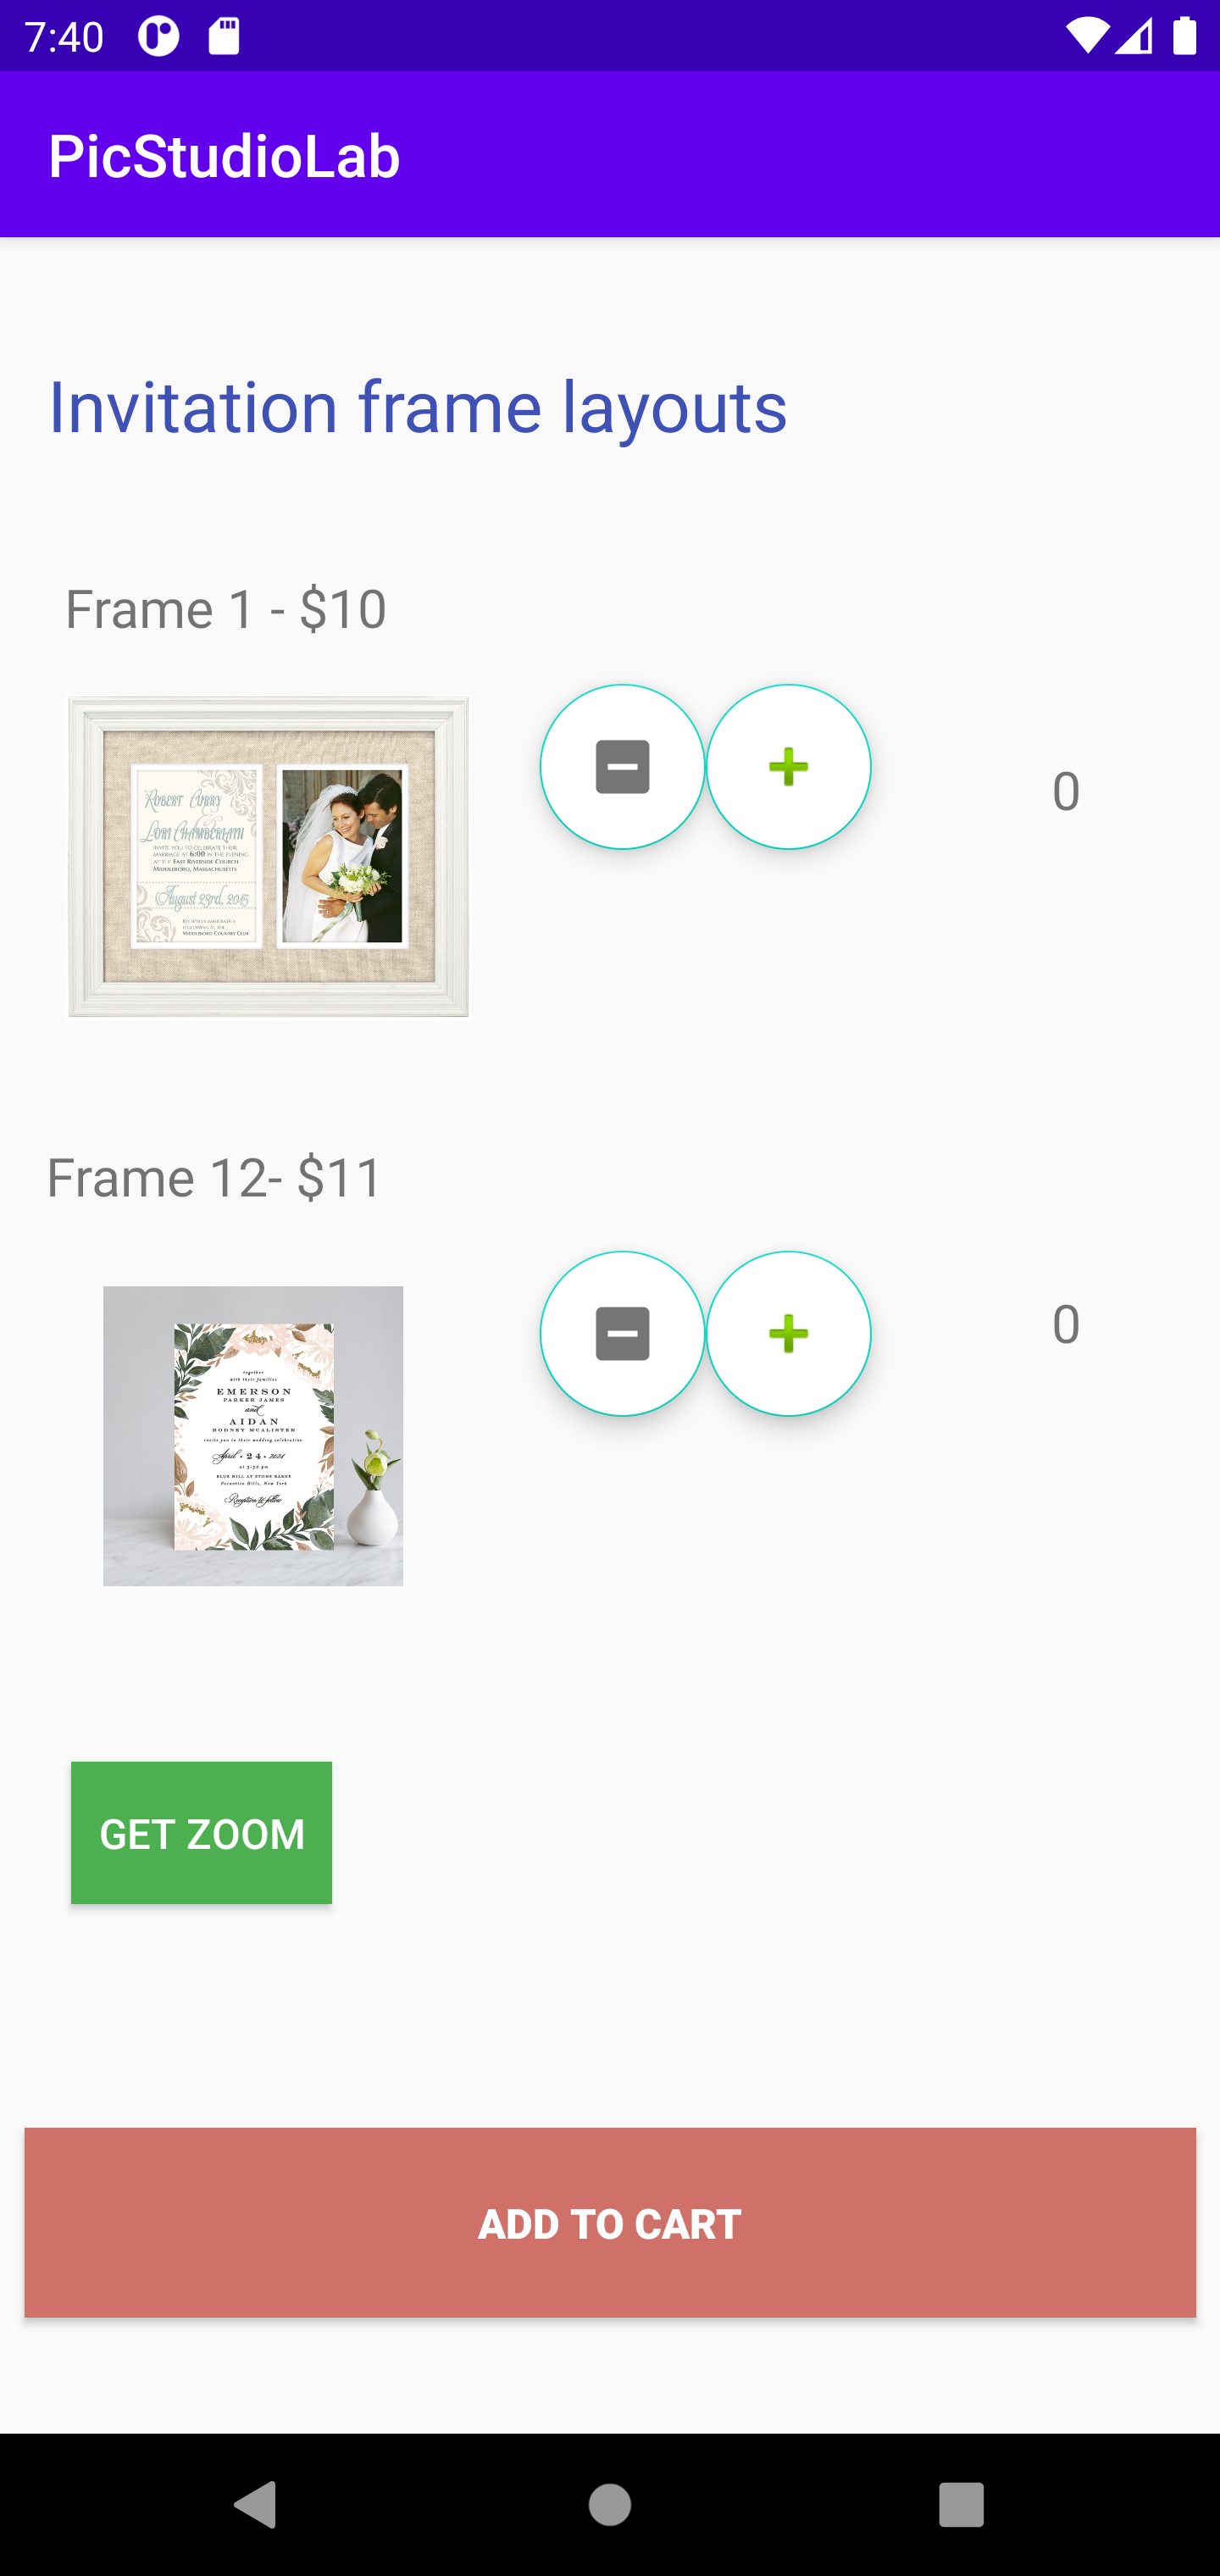 7:40
PicStudioLab
Invitation frame layouts
Frame 1 - $10
0
Robert Curry
&
Lori Chamberlain
INVITE YOU TO CELEBRATE THEIR
MARRIAGE AT 6:00 IN THE EVENING
AT THE EAST RIVERSIDE CHURCH
MIDDLEBORO, MASSACHUSETTS
August 23rd, 2015
RECEPTION IMMEDIATELY
FOLLOWING AT THE
MIDDLEBORO COUNTRY CLUB
Frame 12- $11
0
together
with their families
EMERSON
PARKER JAMES
and
AIDAN
RODNEY MCALISTER
invite you to their wedding celebration
April • 24 • 2021
at 3:30 pm
BLUE HILL AT STONE BARNS
Pocantico Hills, New York
Reception to follow
GET ZOOM
ADD TO CART